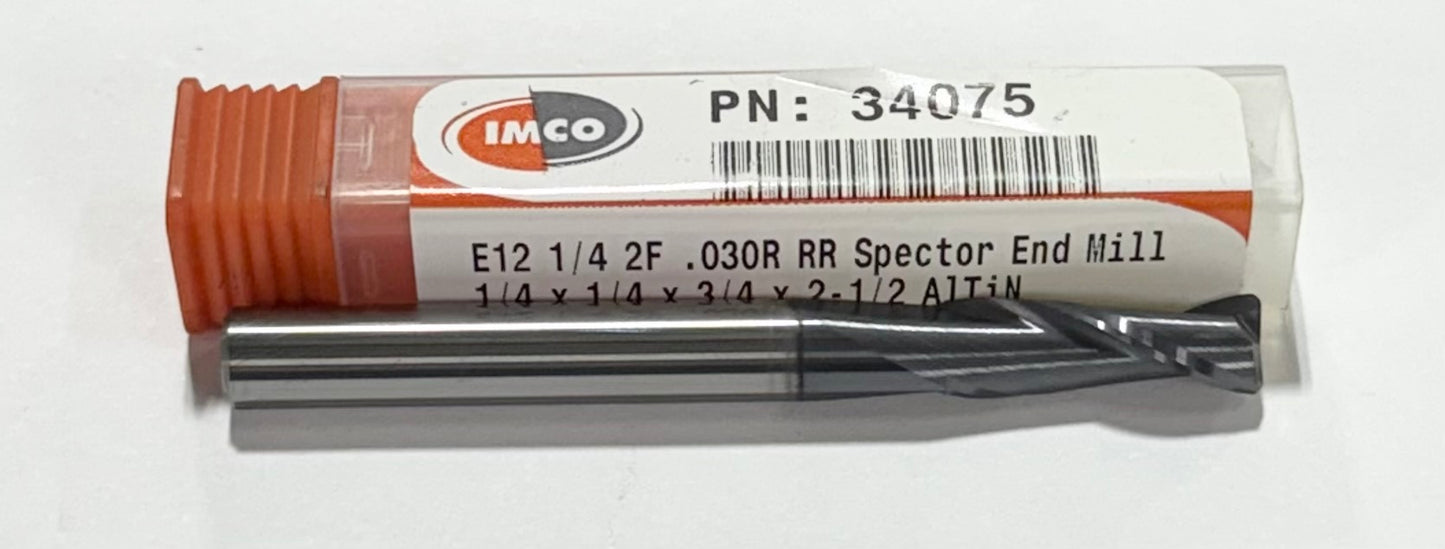 IMCO
PN: 34075
E12 1/4 2F .030R RR Spector End Mill
1/4 x 1/4 x 3/4 x 2-1/2 AlTiN